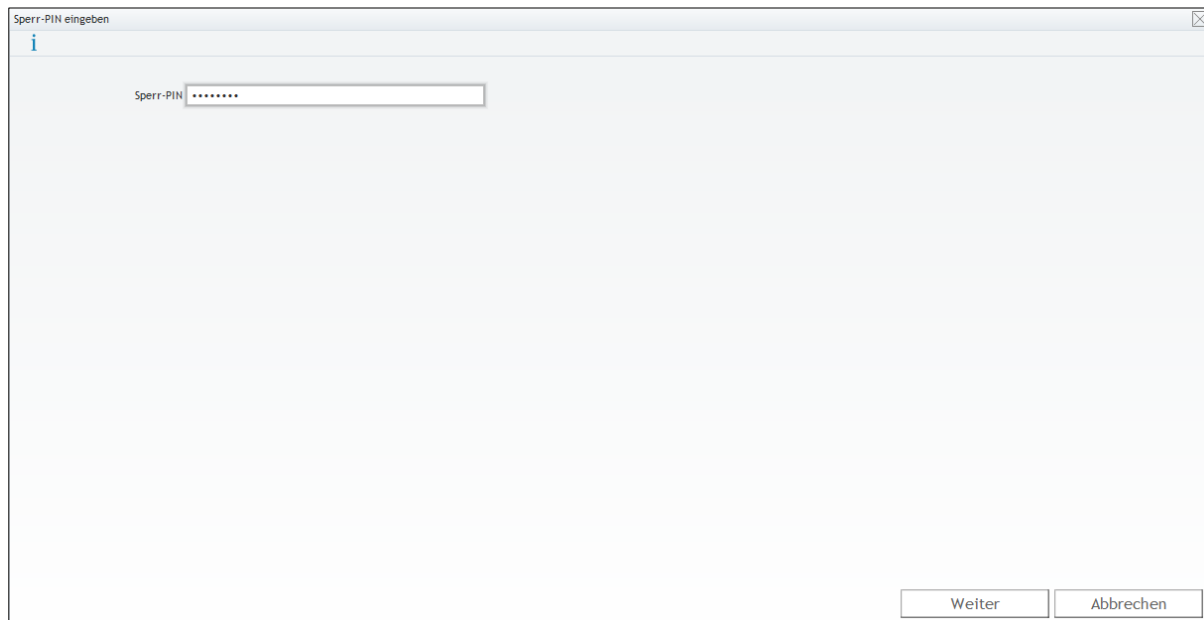 Sperr-PIN eingeben
i
Sperr-PIN ••••••••
Weiter Abbrechen